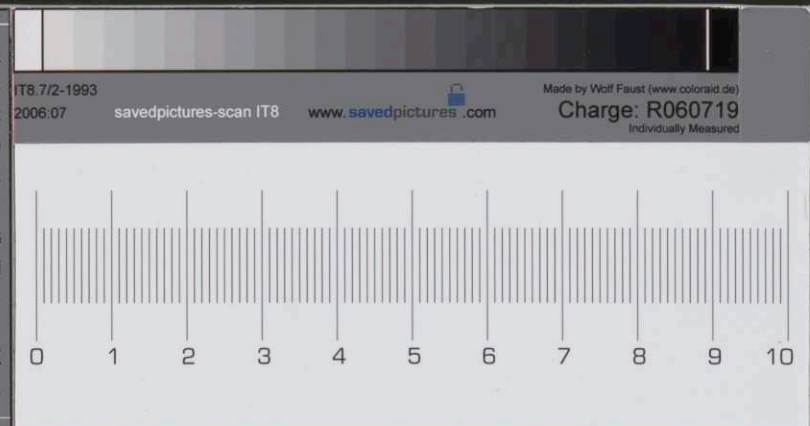 IT8.7/2-1993
2006:07
savedpictures-scan IT8
www.savedpictures.com
Made by Wolf Faust (www.coloraid.de)
Charge: R060719
Individually Measured
0 1 2 3 4 5 6 7 8 9 10